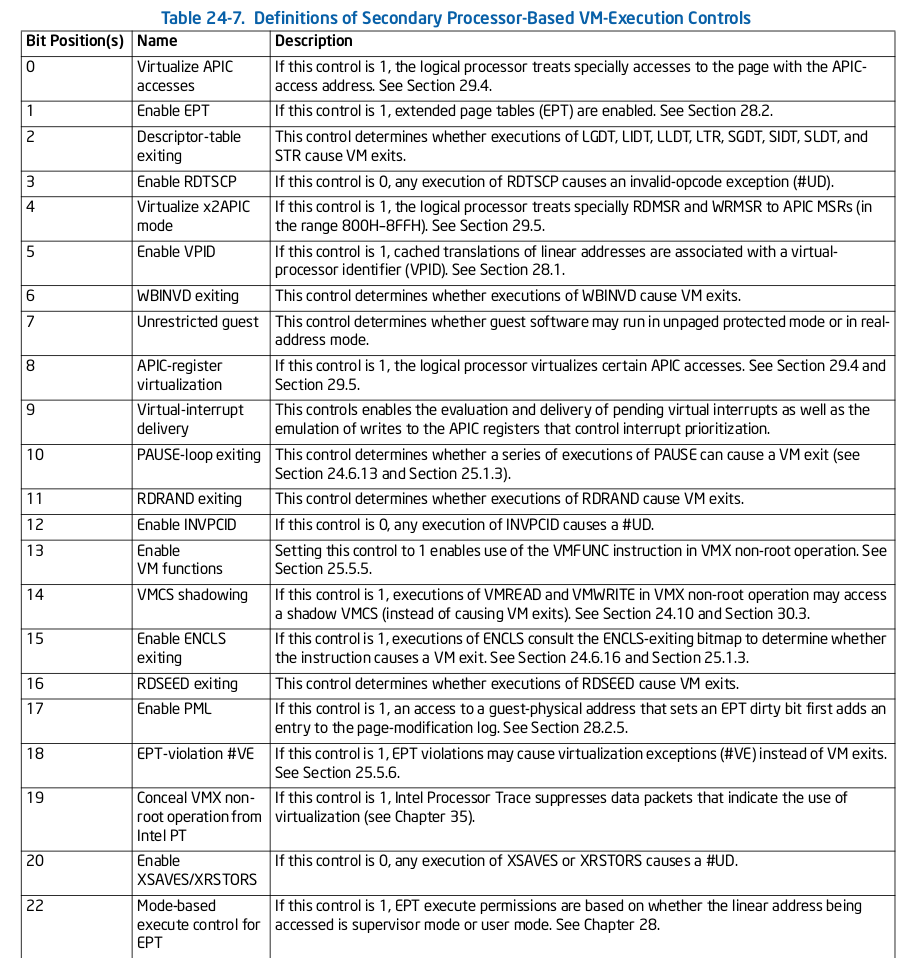 Table 24-7. Definitions of Secondary Processor-Based VM-Execution Controls
Bit Position(s) Name Description
0 Virtualize APIC If this control is 1, the logical processor treats specially accesses to the page with the APIC-
accesses access address. See Section 29.4.
1 Enable EPT If this control is 1, extended page tables (EPT) are enabled. See Section 28.2.
2 Descriptor-table This control determines whether executions of LGDT, LIDT, LLDT, LTR, SGDT, SIDT, SLDT, and
exiting STR cause VM exits.
3 Enable RDTSCP If this control is 0, any execution of RDTSCP causes an invalid-opcode exception (#UD).
4 Virtualize x2APIC If this control is 1, the logical processor treats specially RDMSR and WRMSR to APIC MSRs (in
mode the range 800H–8FFH). See Section 29.5.
5 Enable VPID If this control is 1, cached translations of linear addresses are associated with a virtual-
processor identifier (VPID). See Section 28.1.
6 WBINVD exiting This control determines whether executions of WBINVD cause VM exits.
7 Unrestricted guest This control determines whether guest software may run in unpaged protected mode or in real-
address mode.
8 APIC-register If this control is 1, the logical processor virtualizes certain APIC accesses. See Section 29.4 and
virtualization Section 29.5.
9 Virtual-interrupt This controls enables the evaluation and delivery of pending virtual interrupts as well as the
delivery emulation of writes to the APIC registers that control interrupt prioritization.
10 PAUSE-loop exiting This control determines whether a series of executions of PAUSE can cause a VM exit (see
Section 24.6.13 and Section 25.1.3).
11 RDRAND exiting This control determines whether executions of RDRAND cause VM exits.
12 Enable INVPCID If this control is 0, any execution of INVPCID causes a #UD.
13 Enable Setting this control to 1 enables use of the VMFUNC instruction in VMX non-root operation. See
VM functions Section 25.5.5.
14 VMCS shadowing If this control is 1, executions of VMREAD and VMWRITE in VMX non-root operation may access
a shadow VMCS (instead of causing VM exits). See Section 24.10 and Section 30.3.
15 Enable ENCLS If this control is 1, executions of ENCLS consult the ENCLS-exiting bitmap to determine whether
exiting the instruction causes a VM exit. See Section 24.6.16 and Section 25.1.3.
16 RDSEED exiting This control determines whether executions of RDSEED cause VM exits.
17 Enable PML If this control is 1, an access to a guest-physical address that sets an EPT dirty bit first adds an
entry to the page-modification log. See Section 28.2.5.
18 EPT-violation #VE If this control is 1, EPT violations may cause virtualization exceptions (#VE) instead of VM exits.
See Section 25.5.6.
19 Conceal VMX non- If this control is 1, Intel Processor Trace suppresses data packets that indicate the use of
root operation from virtualization (see Chapter 35).
Intel PT
20 Enable If this control is 0, any execution of XSAVES or XRSTORS causes a #UD.
XSAVES/XRSTORS
22 Mode-based If this control is 1, EPT execute permissions are based on whether the linear address being
execute control for accessed is supervisor mode or user mode. See Chapter 28.
EPT